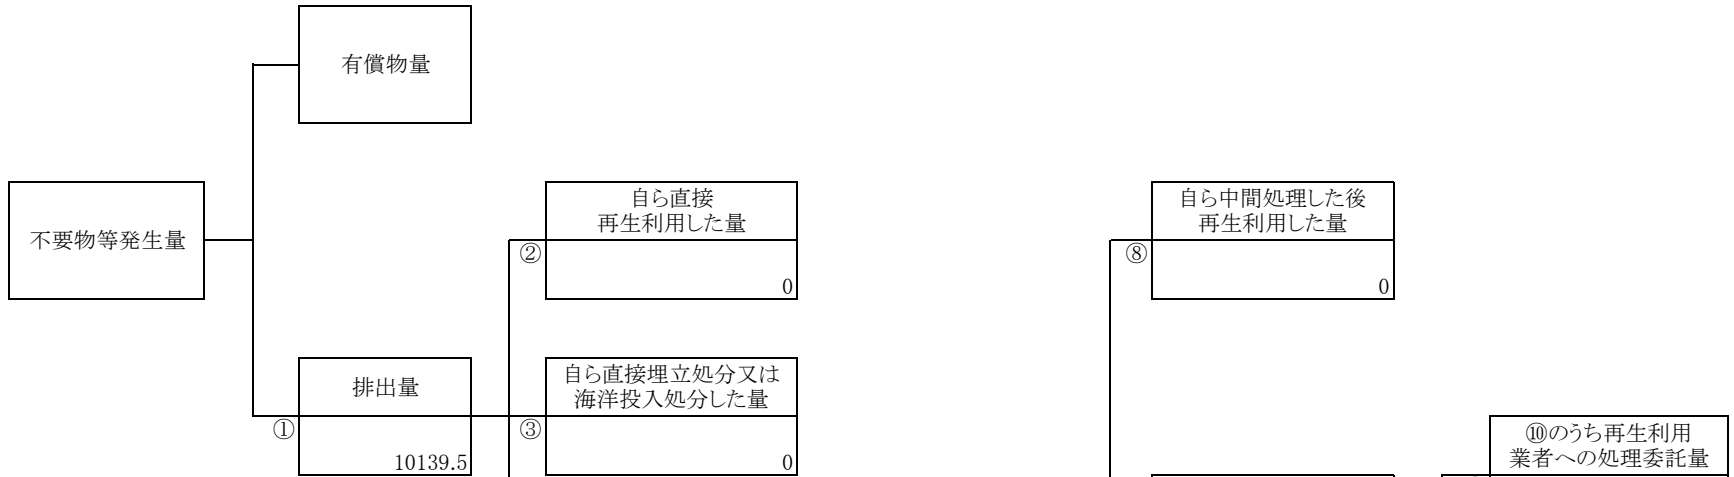 有償物量
不要物等発生量
自ら直接
再生利用した量
②
0
自ら中間処理した後
再生利用した量
⑧
0
排出量
①
10139.5
自ら直接埋立処分又は
海洋投入処分した量
③
0
⑩のうち再生利用
業者への処理委託量